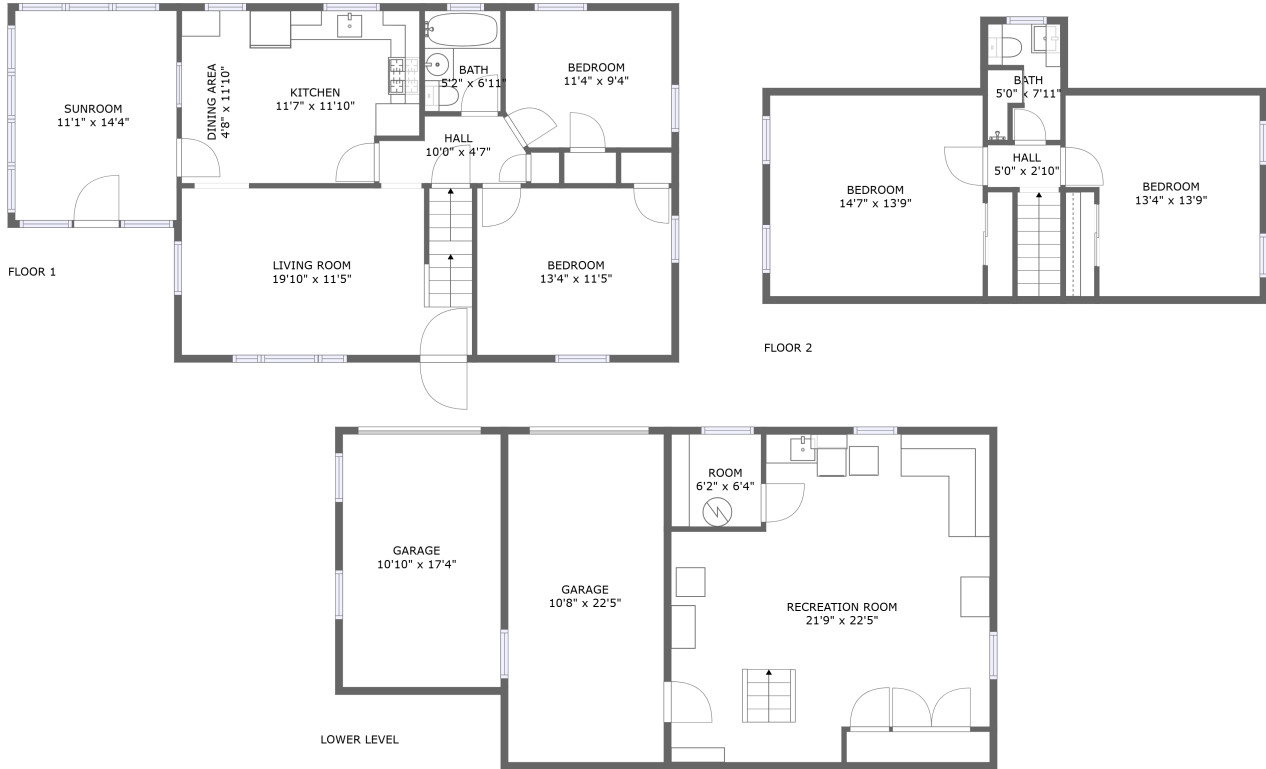 SUNROOM
11'1" x 14'4"
DINING AREA
4'8" x 11'10"
KITCHEN
11'7" x 11'10"
BATH
5'2" x 6'11"
BEDROOM
11'4" x 9'4"
HALL
10'0" x 4'7"
LIVING ROOM
19'10" x 11'5"
BEDROOM
13'4" x 11'5"
FLOOR 1
BATH
5'0" x 7'11"
HALL
5'0" x 2'10"
BEDROOM
14'7" x 13'9"
BEDROOM
13'4" x 13'9"
FLOOR 2
GARAGE
10'10" x 17'4"
GARAGE
10'8" x 22'5"
ROOM
6'2" x 6'4"
RECREATION ROOM
21'9" x 22'5"
LOWER LEVEL